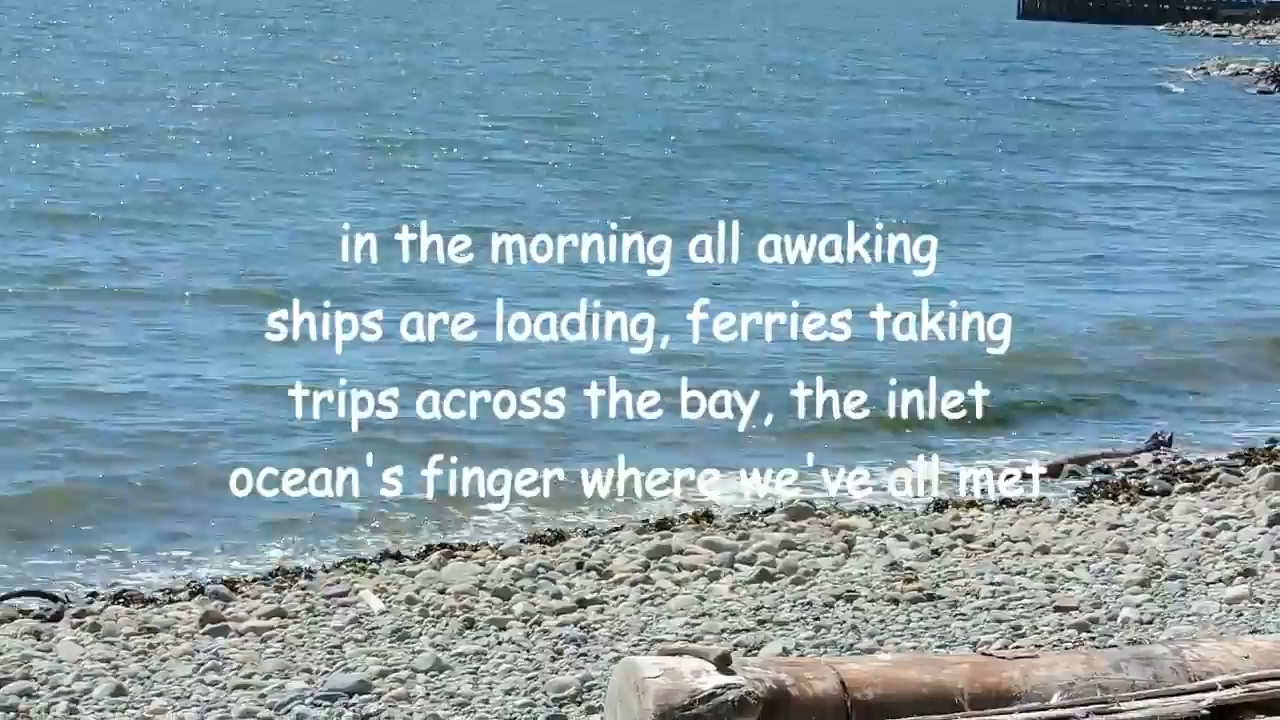 in the morning all awaking
ships are loading, ferries taking
trips across the bay, the inlet
ocean's finger where we've all met